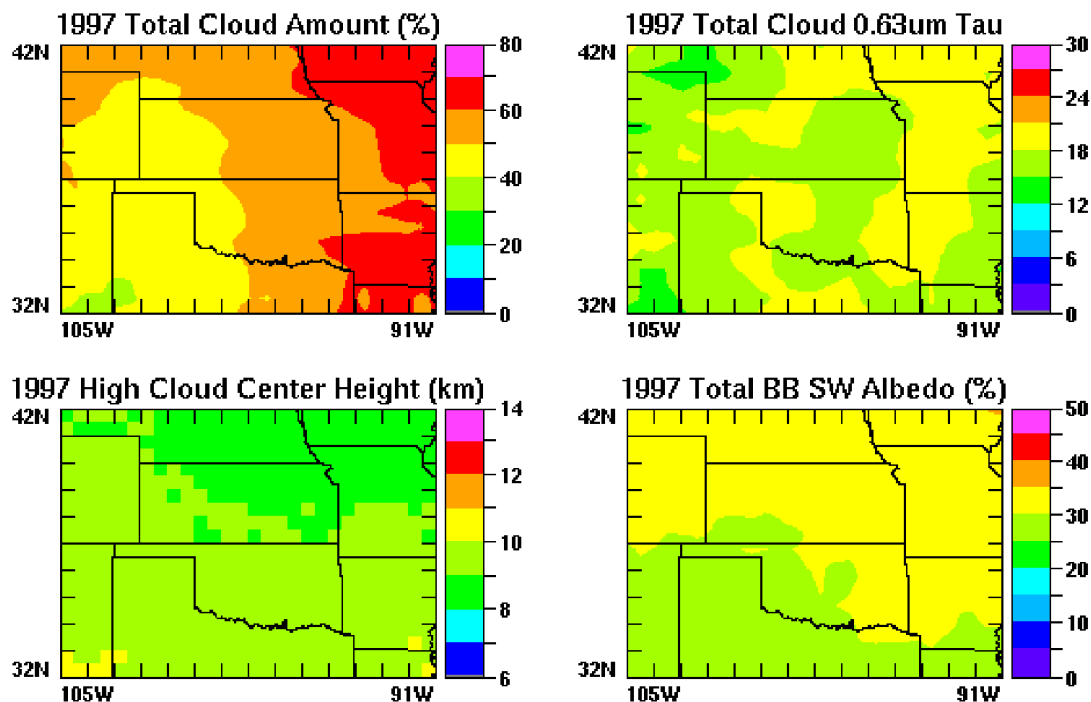 1997 Total Cloud Amount (%)
42N
32N
105W
91W
80
60
40
20
0
1997 Total Cloud 0.63um Tau
42N
32N
105W
91W
30
24
18
12
6
0
1997 High Cloud Center Height (km)
42N
32N
105W
91W
14
12
10
8
6
1997 Total BB SW Albedo (%)
42N
32N
105W
91W
50
40
30
20
10
0